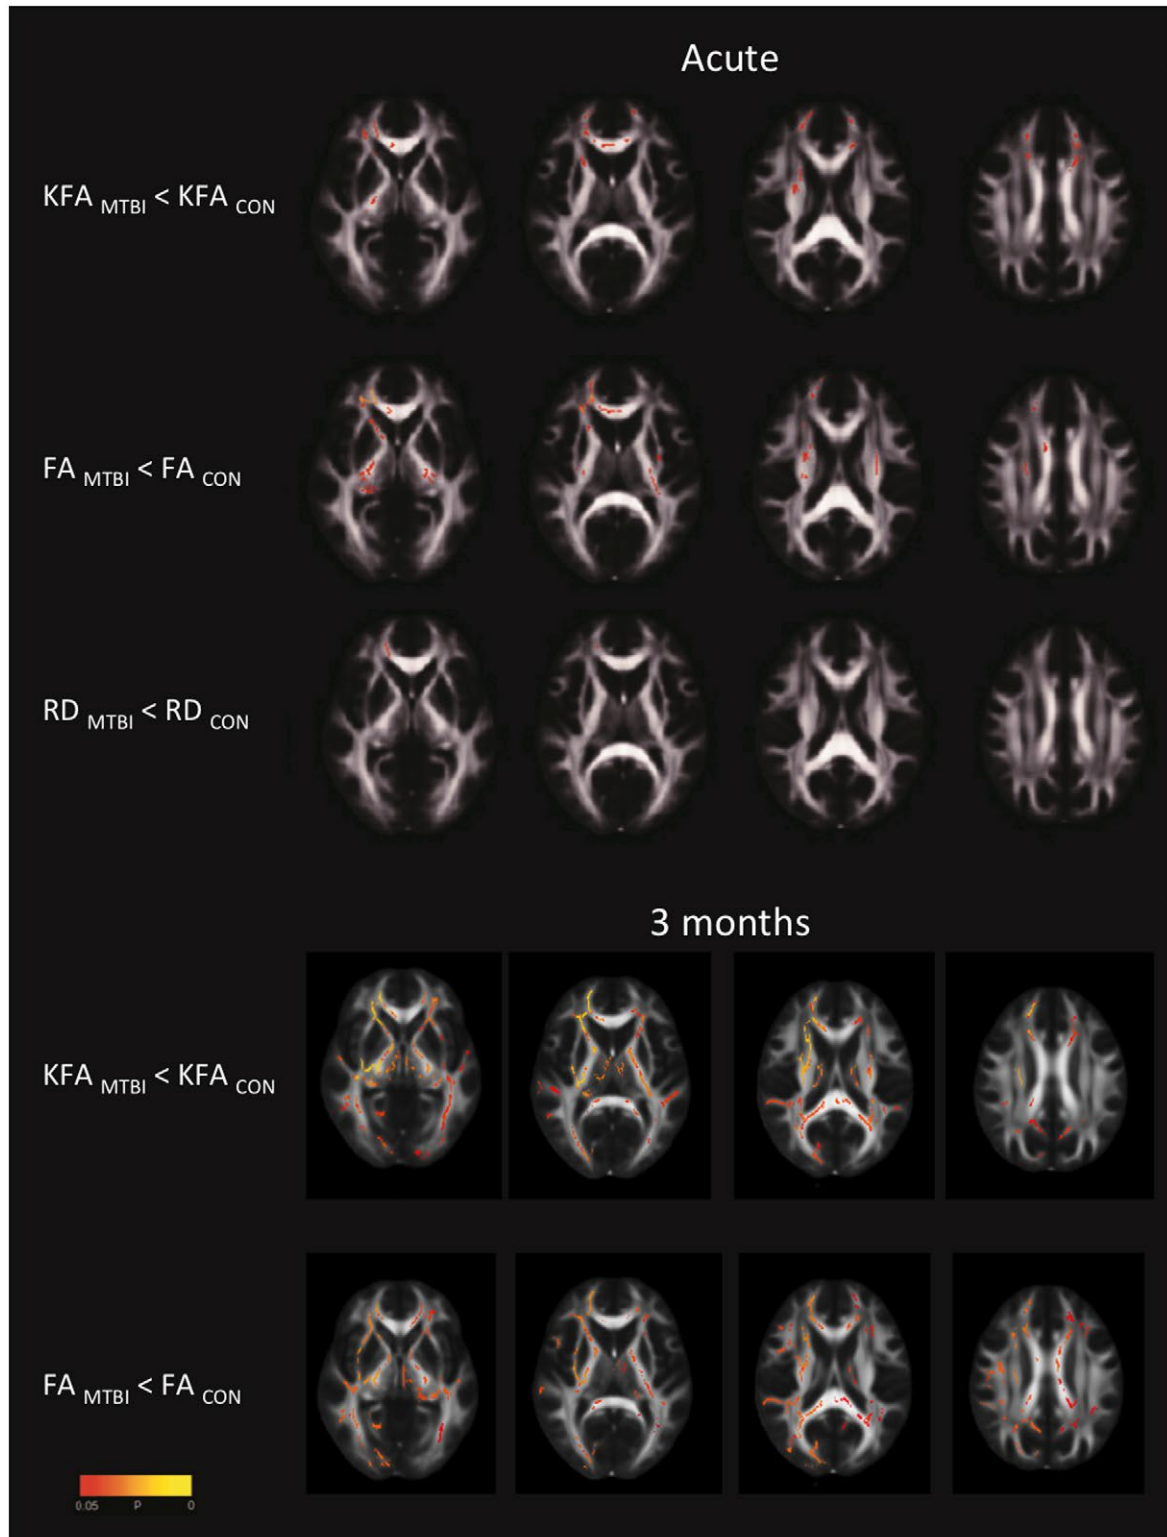 Acute
KFA MTBI < KFA CON
FA MTBI < FA CON
RD MTBI < RD CON
3 months
KFA MTBI < KFA CON
FA MTBI < FA CON
0.05 P 0